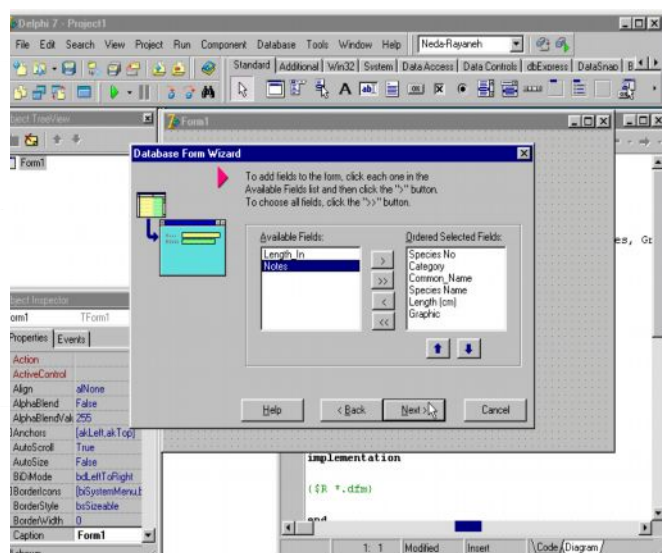 Delphi 7 - Project1
File Edit Search View Project Run Component Database Tools Window Help Neda-Rayaneh
Standard Additional Win32 System Data Access Data Controls dbExpress DataSnap B
Form1
Form1
Database Form Wizard
To add fields to the form, click each one in the
Available Fields list and then click the ">" button.
To choose all fields, click the ">>" button.
Available Fields:
Length_In
Notes
>
>>
<
<<
Ordered Selected Fields:
Species No
Category
Common_Name
Species Name
Length (cm)
Graphic
Help
< Back
Next >
Cancel
es, Gr
TForm1
Properties Events
Action
ActiveControl
Align alNone
AlphaBlend False
AlphaBlendVal 255
Anchors [akLeft,akTop]
AutoScroll True
AutoSize False
BiDiMode bdLeftToRight
BorderIcons [biSystemMenu,
BorderStyle bsSizeable
BorderWidth 0
Caption Form1
implementation
{$R *.dfm}
end
1: 1 Modified Insert \Code/Diagram/